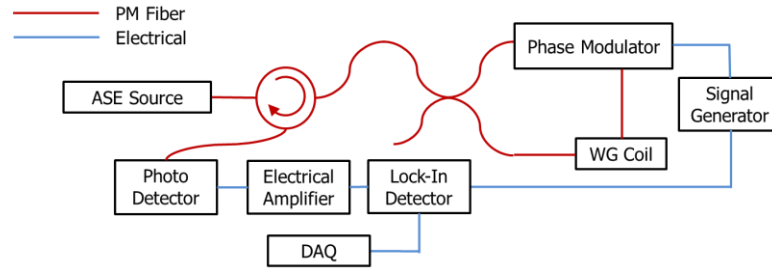 PM Fiber
Electrical
Phase Modulator
ASE Source
Signal
Generator
WG Coil
Photo
Detector
Electrical
Amplifier
Lock-In
Detector
DAQ